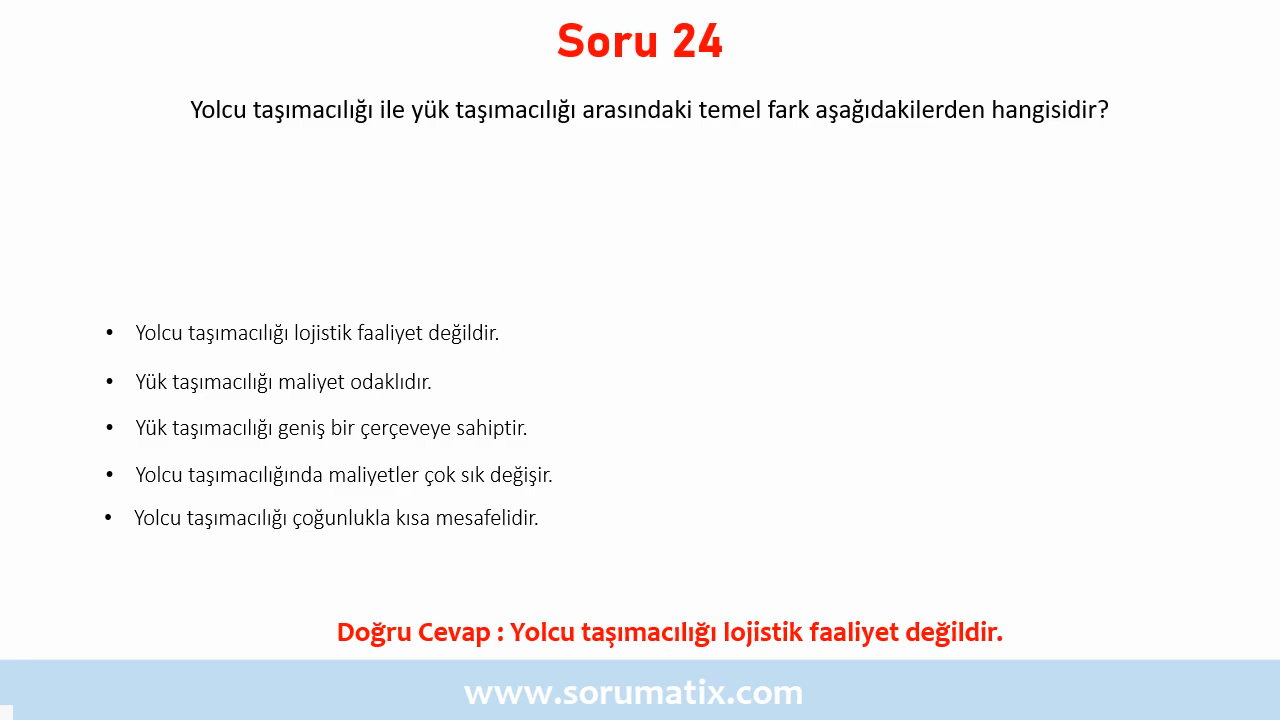 Soru 24
Yolcu taşımacılığı ile yük taşımacılığı arasındaki temel fark aşağıdakilerden hangisidir?
• Yolcu taşımacılığı lojistik faaliyet değildir.
• Yük taşımacılığı maliyet odaklıdır.
• Yük taşımacılığı geniş bir çerçeveye sahiptir.
• Yolcu taşımacılığında maliyetler çok sık değişir.
• Yolcu taşımacılığı çoğunlukla kısa mesafelidir.
Doğru Cevap : Yolcu taşımacılığı lojistik faaliyet değildir.
www.sorumatix.com